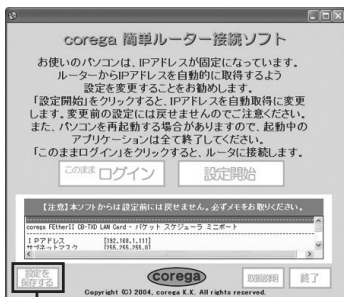 corega 簡単ルーター接続ソフト
お使いのパソコンは、IPアドレスが固定になっています。
ルーターからIPアドレスを自動的に取得するよう
設定を変更することをお勧めします。
「設定開始」をクリックすると、IPアドレスを自動取得に変更
します。変更前の設定には戻せませんのでご注意ください。
また、パソコンを再起動する場合がありますので、起動中の
アプリケーションは全て終了してください。
「このままログイン」をクリックすると、ルータに接続します。
このまま ログイン 設定開始
【注意】本ソフトからは設定前には戻せません。必ずメモをお取りください。
corega FEtherII CB-TXD LAN Card - パケット スケジューラ ミニポート
IPアドレス [192.168.1.111]
サブネットマスク [255.255.255.0]
設定を
保存する
corega 取扱説明 終了
Copyright (C) 2004, corega K.K. All rights reserved.